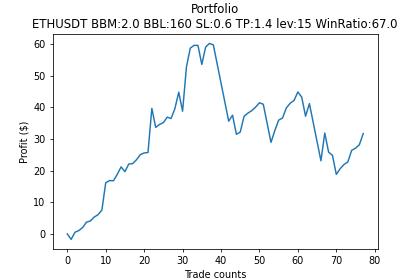 Portfolio
ETHUSDT BBM:2.0 BBL:160 SL:0.6 TP:1.4 lev:15 WinRatio:67.0
60
50
40
30
20
10
0
Profit ($)
0 10 20 30 40 50 60 70 80
Trade counts